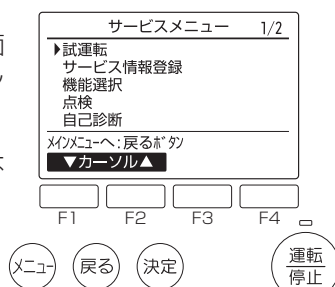 サービスメニュー 1/2
▶試運転
サービス情報登録
機能選択
点検
自己診断
メインメニューへ:戻るボタン
▼カーソル▲
F1 F2 F3 F4
メニュー 戻る 決定 運転
停止